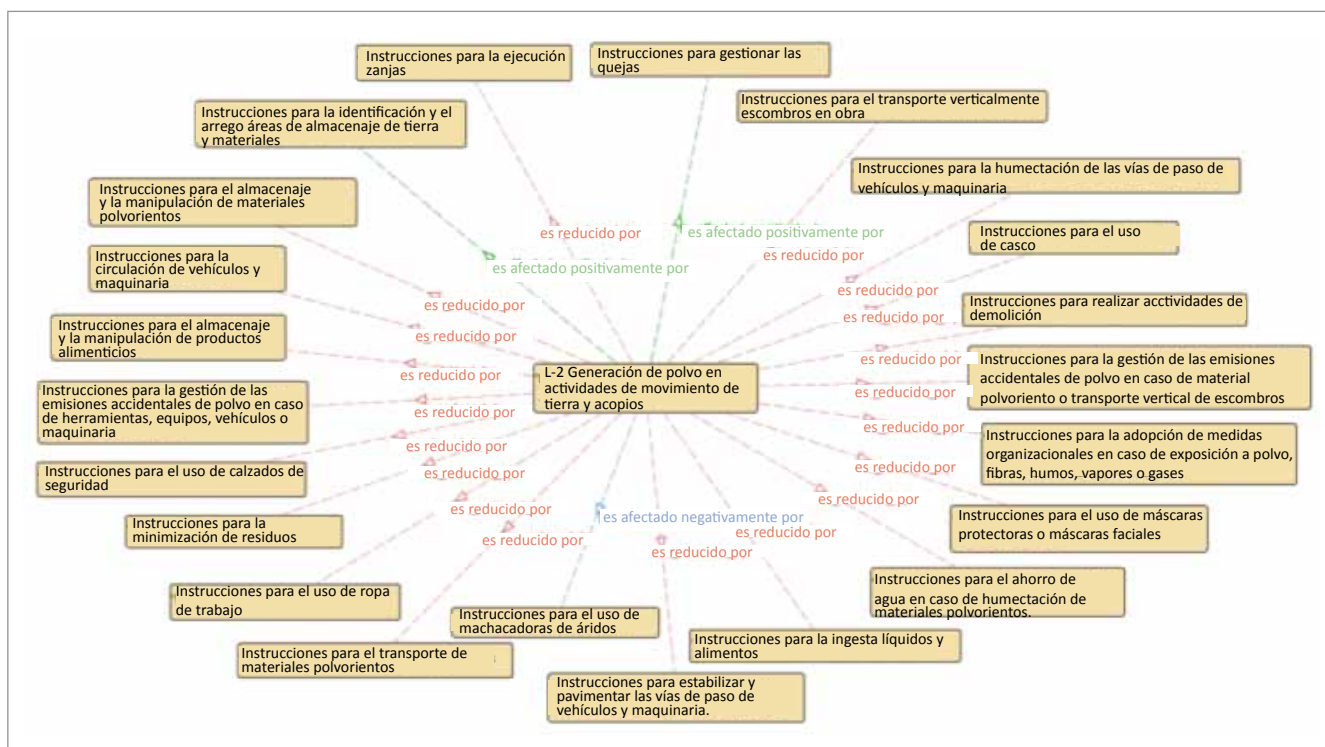 Instrucciones para la ejecución
zanjas
Instrucciones para gestionar las
quejas
Instrucciones para la identificación y el
arrego áreas de almacenaje de tierra
y materiales
Instrucciones para el transporte verticalmente
escombros en obra
Instrucciones para la humectación de las vías de paso de
vehículos y maquinaria
Instrucciones para el almacenaje
y la manipulación de materiales
polvorientos
Instrucciones para el uso
de casco
Instrucciones para la
circulación de vehículos y
maquinaria
Instrucciones para realizar acctividades de
demolición
Instrucciones para el almacenaje
y la manipulación de productos
alimenticios
Instrucciones para la gestión de las emisiones
accidentales de polvo en caso de material
polvoriento o transporte vertical de escombros
L-2 Generación de polvo en
actividades de movimiento de
tierra y acopios
Instrucciones para la gestión de las
emisiones accidentales de polvo en caso
de herramientas, equipos, vehículos o
maquinaria
Instrucciones para la adopción de medidas
organizacionales en caso de exposición a polvo,
fibras, humos, vapores o gases
Instrucciones para el uso de calzados de
seguridad
Instrucciones para el uso de máscaras
protectoras o máscaras faciales
Instrucciones para la
minimización de residuos
Instrucciones para el ahorro de
agua en caso de humectación de
materiales polvorientos.
Instrucciones para el uso de ropa
de trabajo
Instrucciones para el uso de
machacadoras de áridos
Instrucciones para la ingesta líquidos y
alimentos
Instrucciones para el transporte de
materiales polvorientos
Instrucciones para estabilizar y
pavimentar las vías de paso de
vehículos y maquinaria.
es reducido por
es afectado positivamente por
es reducido por
es afectado positivamente por
es reducido por
es reducido por
es reducido por
es reducido por
es reducido por
es reducido por
es reducido por
es reducido por
es reducido por
es reducido por
es reducido por
es reducido por
es reducido por
es reducido por
es afectado negativamente por
es reducido por
es reducido por
es reducido por